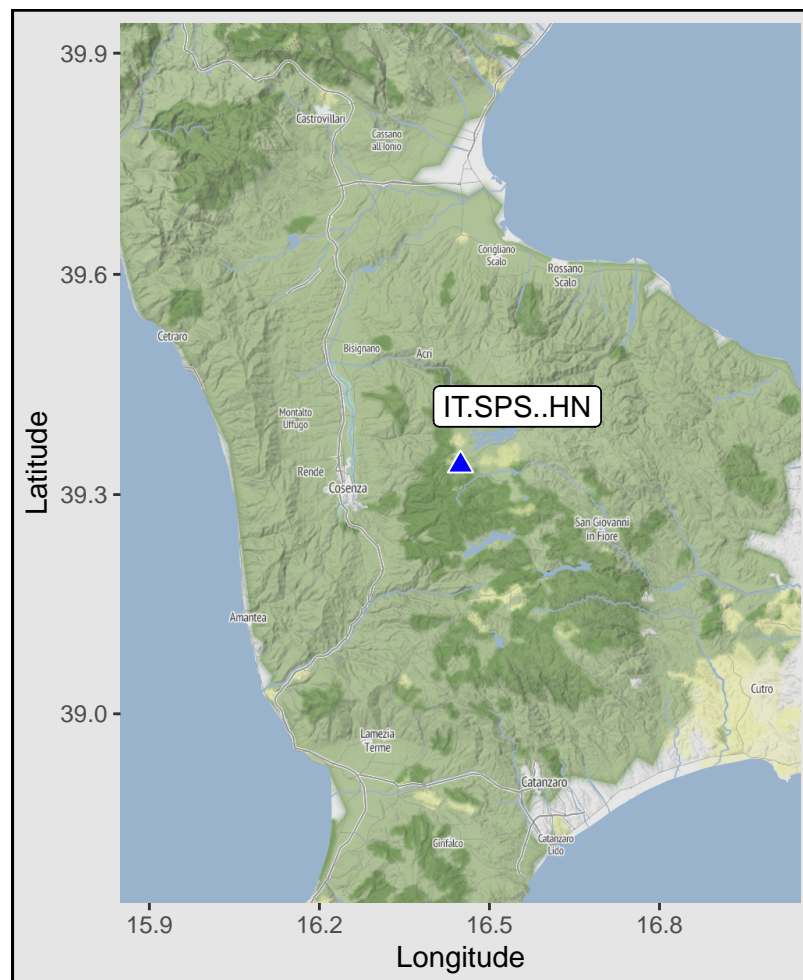 39.9
Castrovillari
Cassano
all'Ionio
Corigliano
Scalo
39.6
Rossano
Scalo
Cetraro
Bisignano
Acri
IT.SPS..HN
Montalto
Uffugo
Latitude
Rende
Cosenza
39.3
San Giovanni
in Fiore
Amantea
39.0
Cutro
Lamezia
Terme
Catanzaro
Girifalco
Catanzaro
Lido
15.9
16.2
16.5
16.8
Longitude